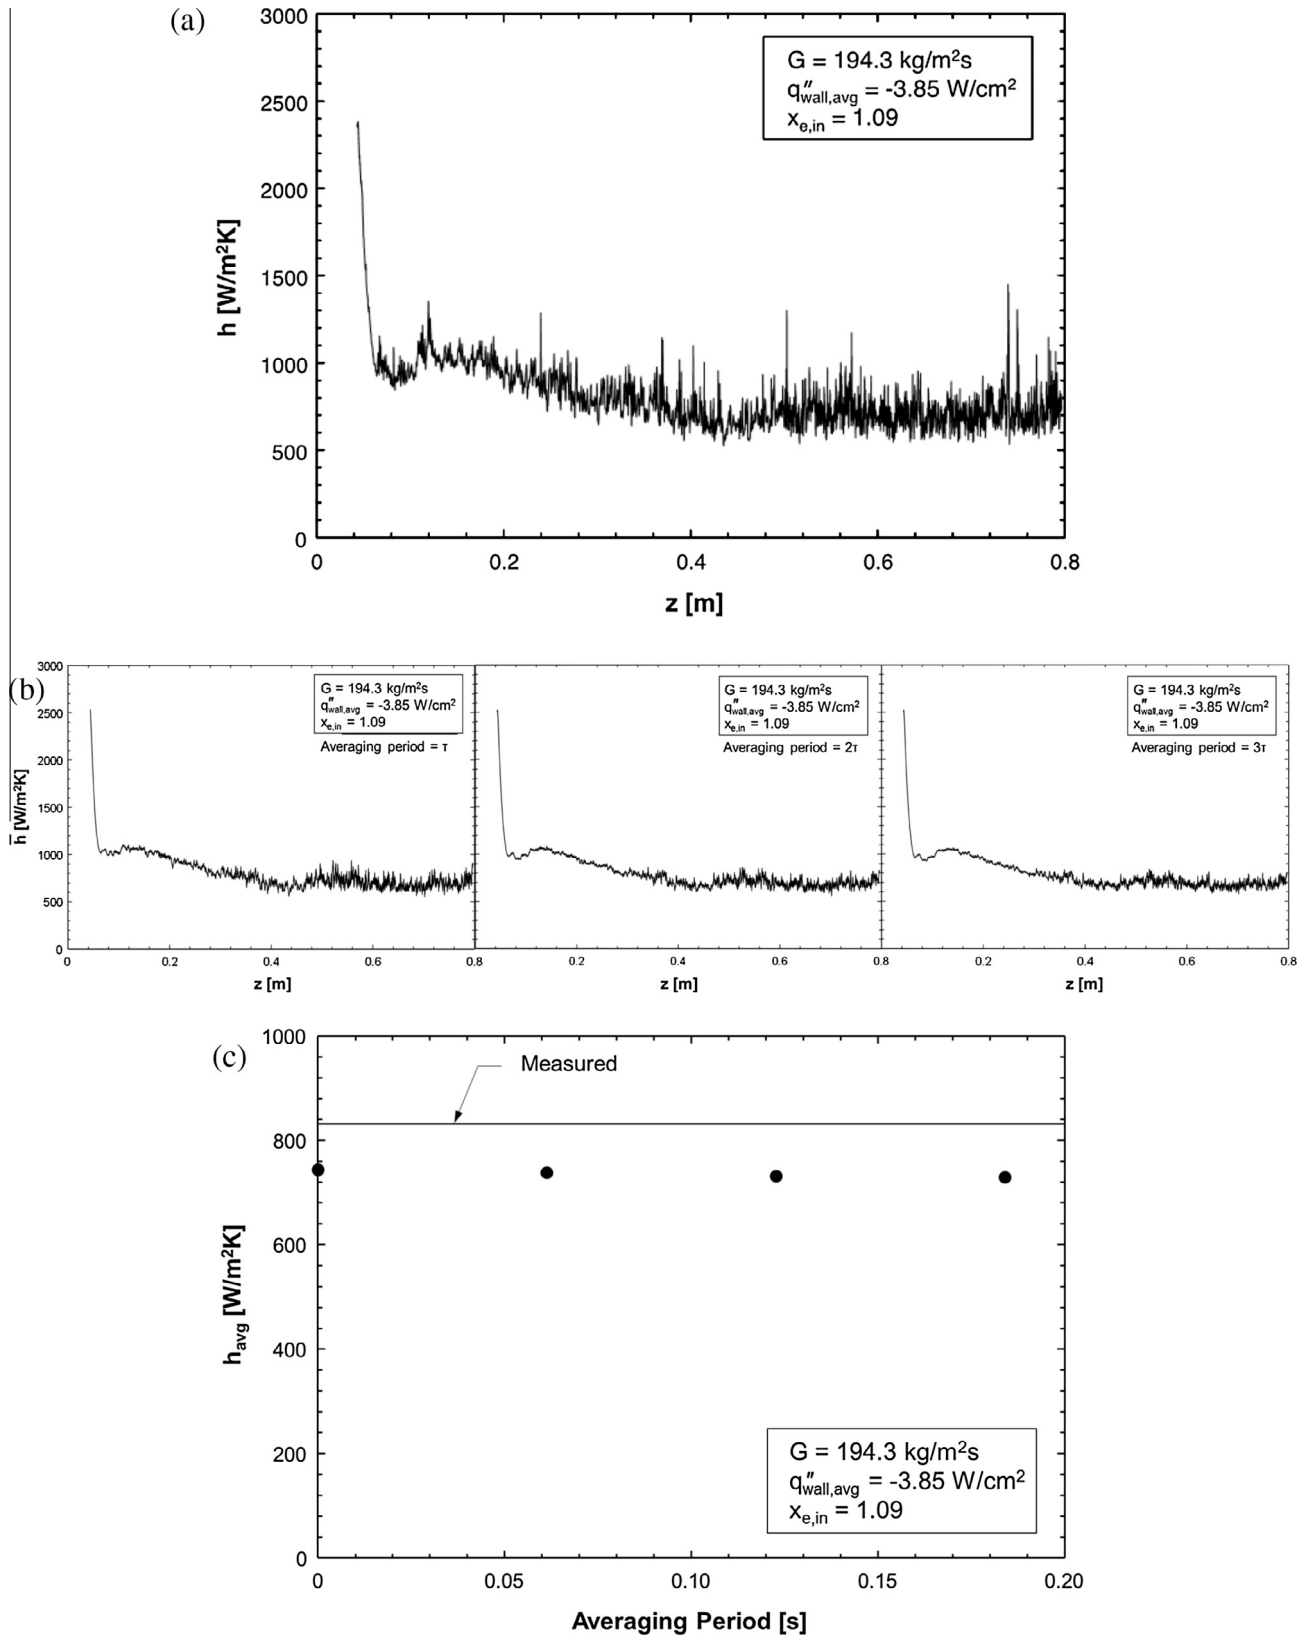 (a)
3000
2500
2000
1500
1000
500
0
h [W/m²K]
G = 194.3 kg/m²s
q″wall,avg = -3.85 W/cm²
xe,in = 1.09
0 0.2 0.4 0.6 0.8
z [m]
(b)
3000
2500
2000
1500
1000
500
0
h̅ [W/m²K]
G = 194.3 kg/m²s
q″wall,avg = -3.85 W/cm²
xe,in = 1.09
Averaging period = τ
G = 194.3 kg/m²s
q″wall,avg = -3.85 W/cm²
xe,in = 1.09
Averaging period = 2τ
G = 194.3 kg/m²s
q″wall,avg = -3.85 W/cm²
xe,in = 1.09
Averaging period = 3τ
0 0.2 0.4 0.6 0.8 0.2 0.4 0.6 0.8 0.2 0.4 0.6 0.8
z [m] z [m] z [m]
(c)
1000
800
600
400
200
0
havg [W/m²K]
Measured
G = 194.3 kg/m²s
q″wall,avg = -3.85 W/cm²
xe,in = 1.09
0 0.05 0.10 0.15 0.20
Averaging Period [s]